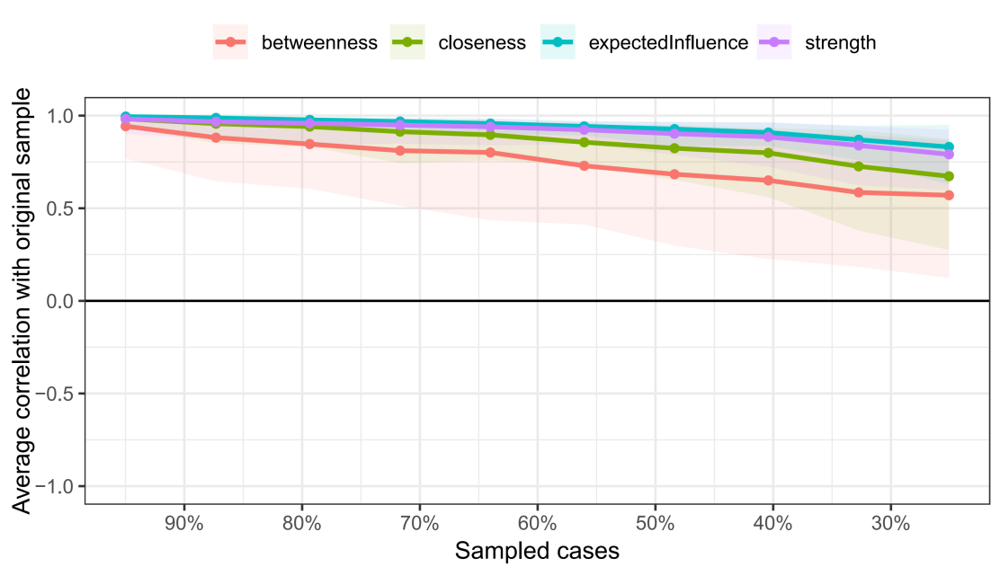 betweenness closeness expectedInfluence strength
Average correlation with original sample
1.0
0.5
0.0
−0.5
−1.0
90% 80% 70% 60% 50% 40% 30%
Sampled cases